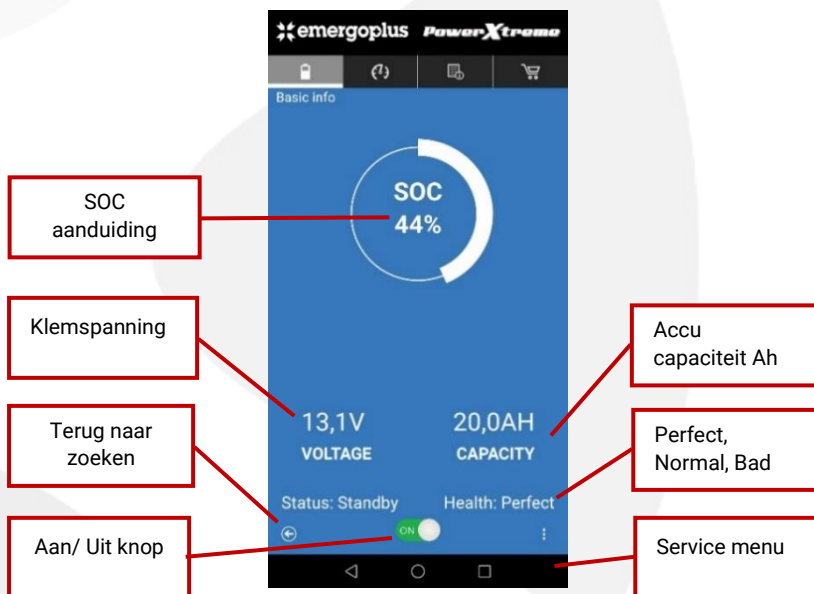 emergoplus PowerXtreme
Basic info
SOC
44%
SOC
aanduiding
Klemspanning
Accu
capaciteit Ah
13,1V 20,0AH
VOLTAGE CAPACITY
Terug naar
zoeken
Perfect,
Normal, Bad
Status: Standby Health: Perfect
ON
Aan/ Uit knop
Service menu